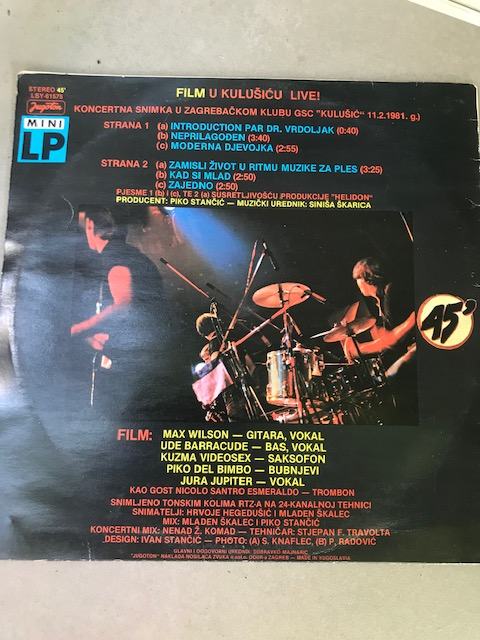 STEREO 45'
LSY-61575
Jugoton
MINI
LP
FILM U KULUŠIĆU LIVE!
KONCERTNA SNIMKA U ZAGREBAČKOM KLUBU GSC "KULUŠIĆ" 11.2.1981. g.)
STRANA 1 (a) INTRODUCTION PAR DR. VRDOLJAK (0:40)
(b) NEPRILAGOĐEN (3:40)
(c) MODERNA DJEVOJKA (2:55)
STRANA 2 (a) ZAMISLI ŽIVOT U RITMU MUZIKE ZA PLES (3:25)
(b) KAD SI MLAD (2:50)
(c) ZAJEDNO (2:50)
PJESME 1 (b) i (c), TE 2 (a) SUSRETLJIVOŠĆU PRODUKCIJE "HELIDON"
PRODUCENT: PIKO STANČIĆ — MUZIČKI UREDNIK: SINIŠA ŠKARICA
45'
FILM: MAX WILSON — GITARA, VOKAL
UDE BARRACUDE — BAS, VOKAL
KUZMA VIDEOSEX — SAKSOFON
PIKO DEL BIMBO — BUBNJEVI
JURA JUPITER — VOKAL
KAO GOST NICOLO SANTRO ESMERALDO — TROMBON
SNIMLJENO TONSKIM KOLIMA RTZ-A NA 24-KANALNOJ TEHNICI
SNIMATELJI: HRVOJE HEGEDUŠIĆ I MLADEN ŠKALEC
MIX: MLADEN ŠKALEC I PIKO STANČIĆ
KONCERTNI MIX: NENAD Ž. KOMAD — TEHNIČAR: STJEPAN F. TRAVOLTA
DESIGN: IVAN STANČIĆ — PHOTO: (A) S. KNAFLEC, (B) P. RADOVIĆ
GLAVNI I ODGOVORNI UREDNIK: DUBRAVKO MAJNARIĆ
"JUGOTON" NAKLADA NOSILACA ZVUKA ZAGREB — MADE IN YUGOSLAVIA